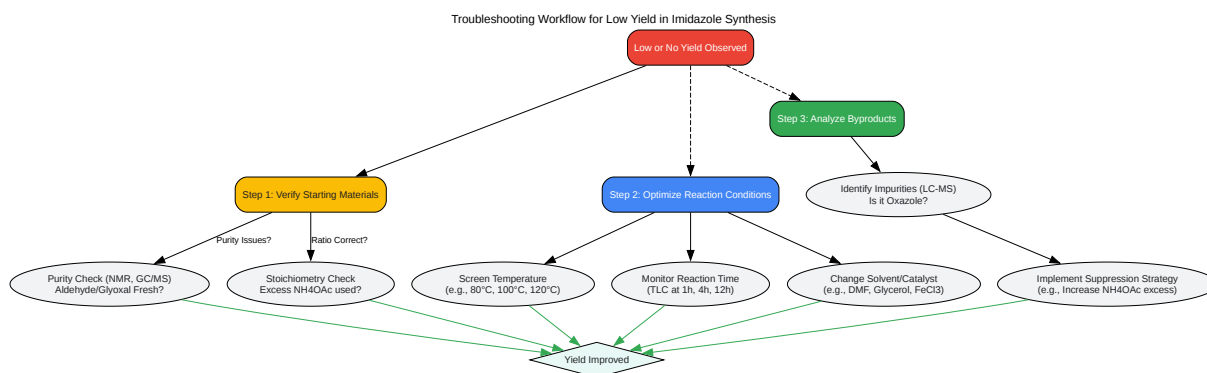 Troubleshooting Workflow for Low Yield in Imidazole Synthesis
Low or No Yield Observed
Step 3: Analyze Byproducts
Step 1: Verify Starting Materials
Step 2: Optimize Reaction Conditions
Identify Impurities (LC-MS)
Is it Oxazole?
Purity Issues?
Ratio Correct?
Purity Check (NMR, GC/MS)
Aldehyde/Glyoxal Fresh?
Stoichiometry Check
Excess NH4OAc used?
Screen Temperature
(e.g., 80°C, 100°C, 120°C)
Monitor Reaction Time
(TLC at 1h, 4h, 12h)
Change Solvent/Catalyst
(e.g., DMF, Glycerol, FeCl3)
Implement Suppression Strategy
(e.g., Increase NH4OAc excess)
Yield Improved